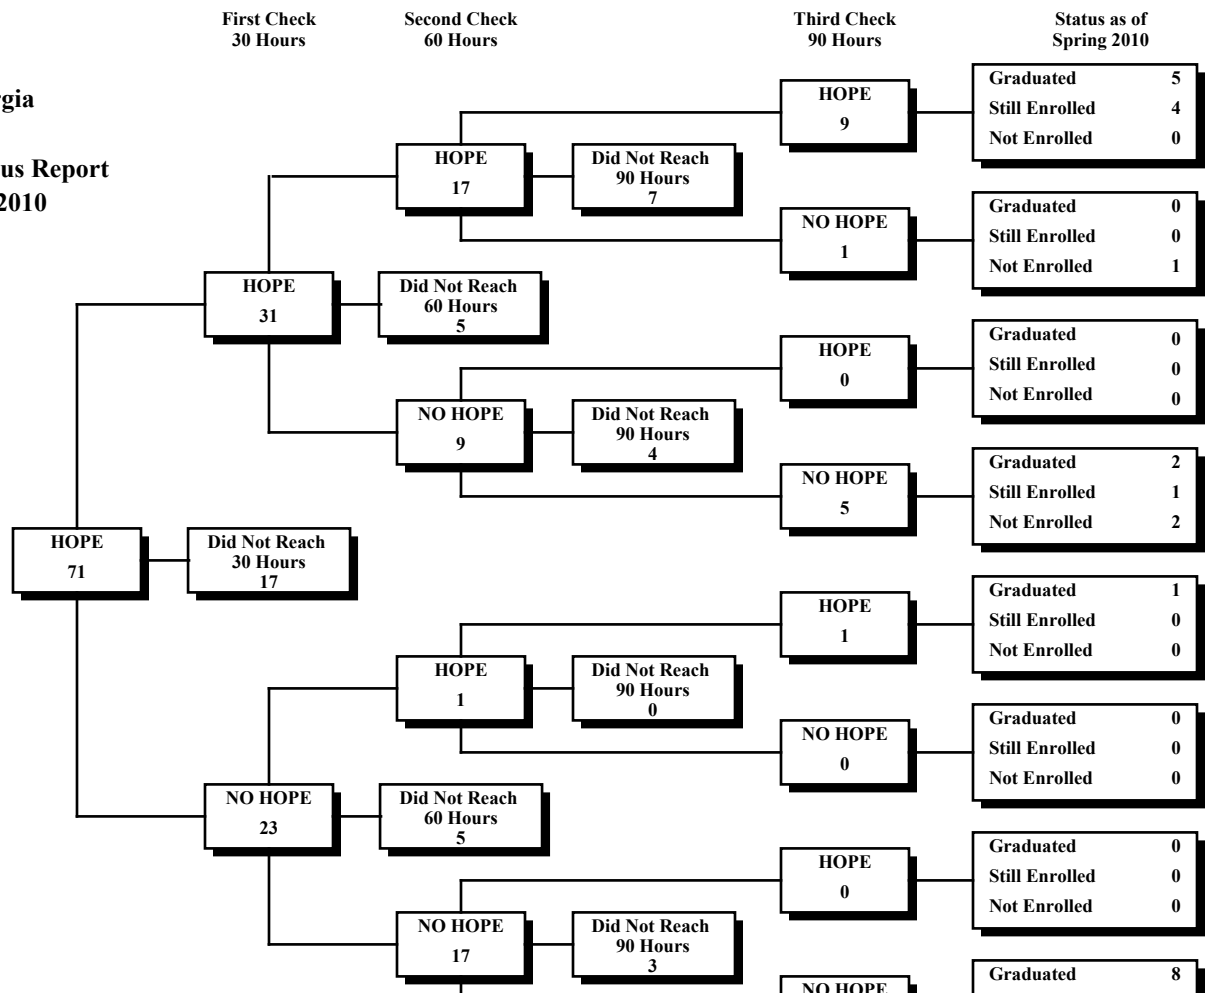 First Check
30 Hours
Second Check
60 Hours
Third Check
90 Hours
Status as of
Spring 2010
rgia
us Report
2010
HOPE
9
Graduated 5
Still Enrolled 4
Not Enrolled 0
HOPE
17
Did Not Reach
90 Hours
7
NO HOPE
1
Graduated 0
Still Enrolled 0
Not Enrolled 1
HOPE
31
Did Not Reach
60 Hours
5
HOPE
0
Graduated 0
Still Enrolled 0
Not Enrolled 0
NO HOPE
9
Did Not Reach
90 Hours
4
NO HOPE
5
Graduated 2
Still Enrolled 1
Not Enrolled 2
HOPE
71
Did Not Reach
30 Hours
17
HOPE
1
Graduated 1
Still Enrolled 0
Not Enrolled 0
HOPE
1
Did Not Reach
90 Hours
0
NO HOPE
0
Graduated 0
Still Enrolled 0
Not Enrolled 0
NO HOPE
23
Did Not Reach
60 Hours
5
HOPE
0
Graduated 0
Still Enrolled 0
Not Enrolled 0
NO HOPE
17
Did Not Reach
90 Hours
3
NO HOPE
Graduated 8